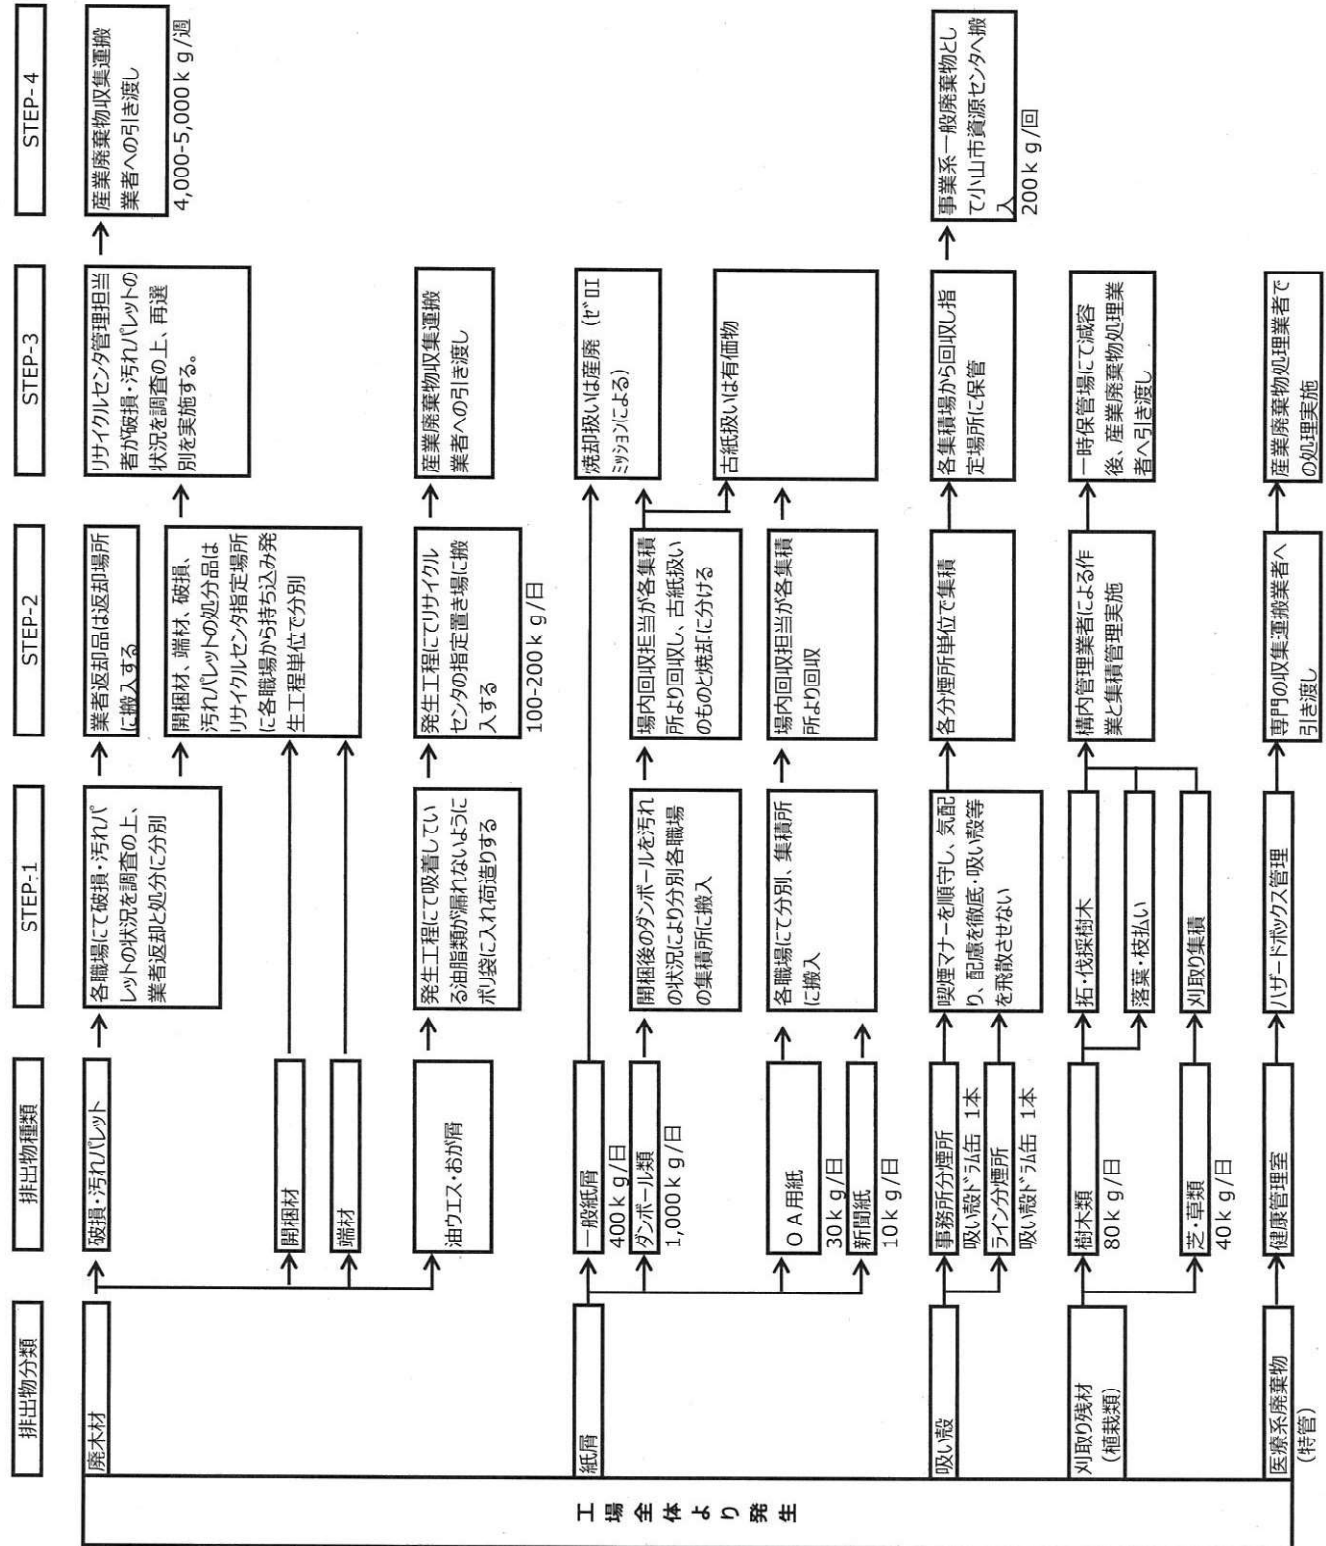 排出物分類
排出物種類
STEP-1
STEP-2
STEP-3
STEP-4
工場全体より発生
廃木材
破損・汚れパレット
各職場にて破損・汚れパ
レットの状況を調査の上、
業者返却と処分に分別
業者返却品は返却場所
に搬入する
開梱材、端材、破損、
汚れパレットの処分品は
リサイクルセンタ指定場所
に各職場から持ち込み発
生工程単位で分別
リサイクルセンタ管理担当
者が破損・汚れパレットの
状況を調査の上、再選
別を実施する。
産業廃棄物収集運搬
業者への引き渡し
4,000-5,000ｋｇ/週
開梱材
端材
油ウエス・おが屑
発生工程にて吸着してい
る油脂類が漏れないように
ポリ袋に入れ荷造りする
発生工程にてリサイクル
センタの指定置き場に搬
入する
100-200ｋｇ/日
産業廃棄物収集運搬
業者への引き渡し
紙屑
一般紙屑
400ｋｇ/日
焼却扱いは産廃（ｾﾞﾛｴ
ﾐｯｼｮﾝによる）
ダンボール類
1,000ｋｇ/日
開梱後のダンボールを汚れ
の状況により分別各職場
の集積所に搬入
場内回収担当が各集積
所より回収し、古紙扱い
のものと焼却に分ける
古紙扱いは有価物
ＯＡ用紙
30ｋｇ/日
新聞紙
10ｋｇ/日
各職場にて分別、集積所
に搬入
場内回収担当が各集積
所より回収
吸い殻
事務所分煙所
吸い殻ﾄﾞﾗﾑ缶 1本
ライン分煙所
吸い殻ﾄﾞﾗﾑ缶 1本
喫煙マナーを順守し、気配
り、配慮を徹底・吸い殻等
を飛散させない
各分煙所単位で集積
各集積場から回収し指
定場所に保管
事業系一般廃棄物とし
て小山市資源センタへ搬
入
200ｋｇ/回
刈取り残材
（植栽類）
樹木類
80ｋｇ/日
芝・草類
40ｋｇ/日
拓・伐採樹木
落葉・枝払い
刈取り集積
構内管理業者による作
業と集積管理実施
一時保管場にて減容
後、産業廃棄物処理業
者へ引き渡し
医療系廃棄物
（特管）
健康管理室
ハザードボックス管理
専門の収集運搬業者へ
引き渡し
産業廃棄物処理業者で
の処理実施